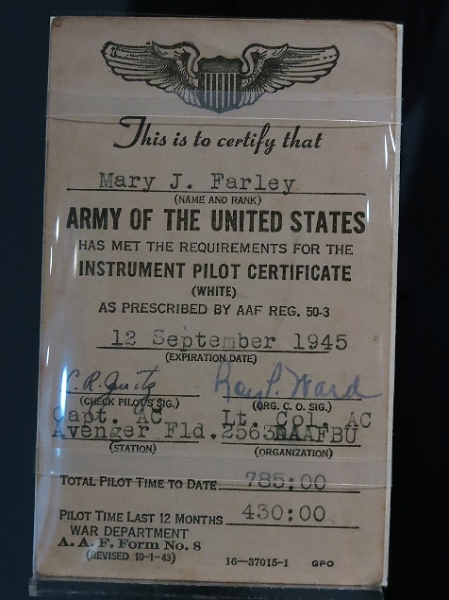 This is to certify that
Mary J. Farley
(NAME AND RANK)
ARMY OF THE UNITED STATES
HAS MET THE REQUIREMENTS FOR THE
INSTRUMENT PILOT CERTIFICATE
(WHITE)
AS PRESCRIBED BY AAF REG. 50-3
12 September 1945
(EXPIRATION DATE)
C. R. Roy P. Ward
(CHECK PILOT'S SIG.) (ORG. C. O. SIG.)
Capt. AC Lt. Col. AC
Avenger Fld. 2563 AAFBU
(STATION) (ORGANIZATION)
TOTAL PILOT TIME TO DATE 785:00
PILOT TIME LAST 12 MONTHS 430:00
WAR DEPARTMENT
A. A. F. FORM NO. 8
(REVISED 10-1-43) 16—37015-1 GPO